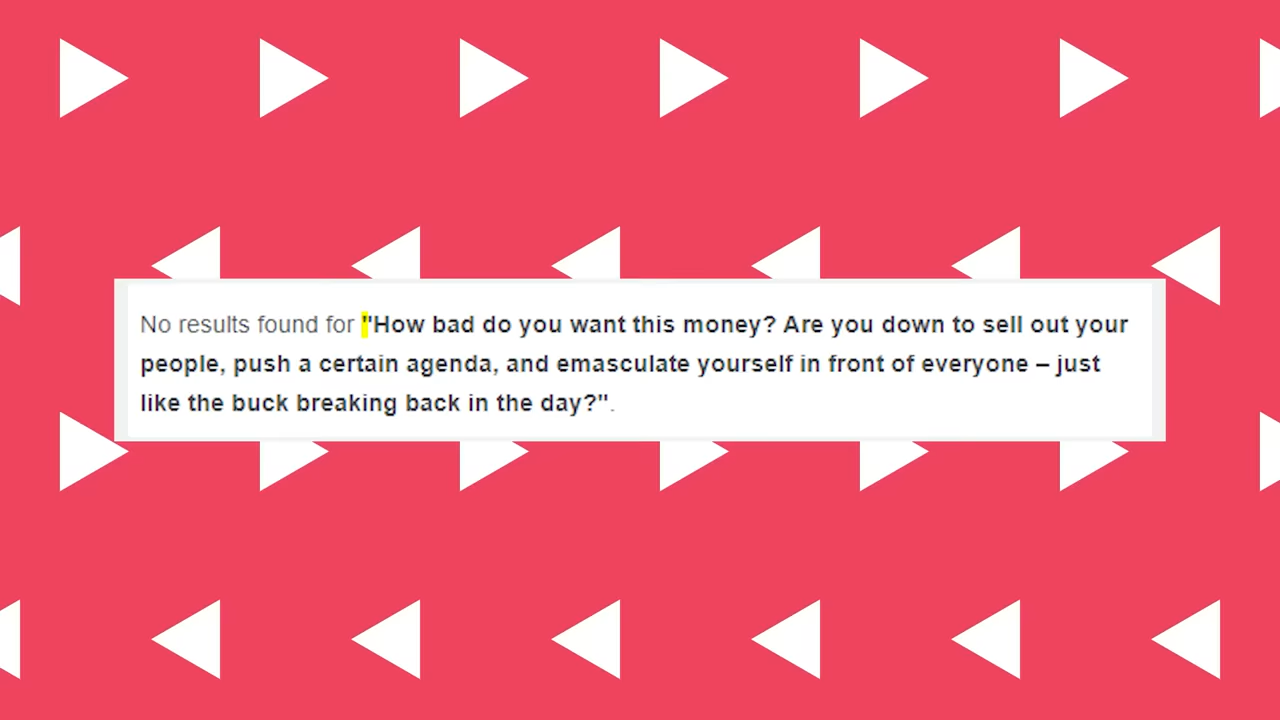 No results found for "How bad do you want this money? Are you down to sell out your
people, push a certain agenda, and emasculate yourself in front of everyone – just
like the buck breaking back in the day?".